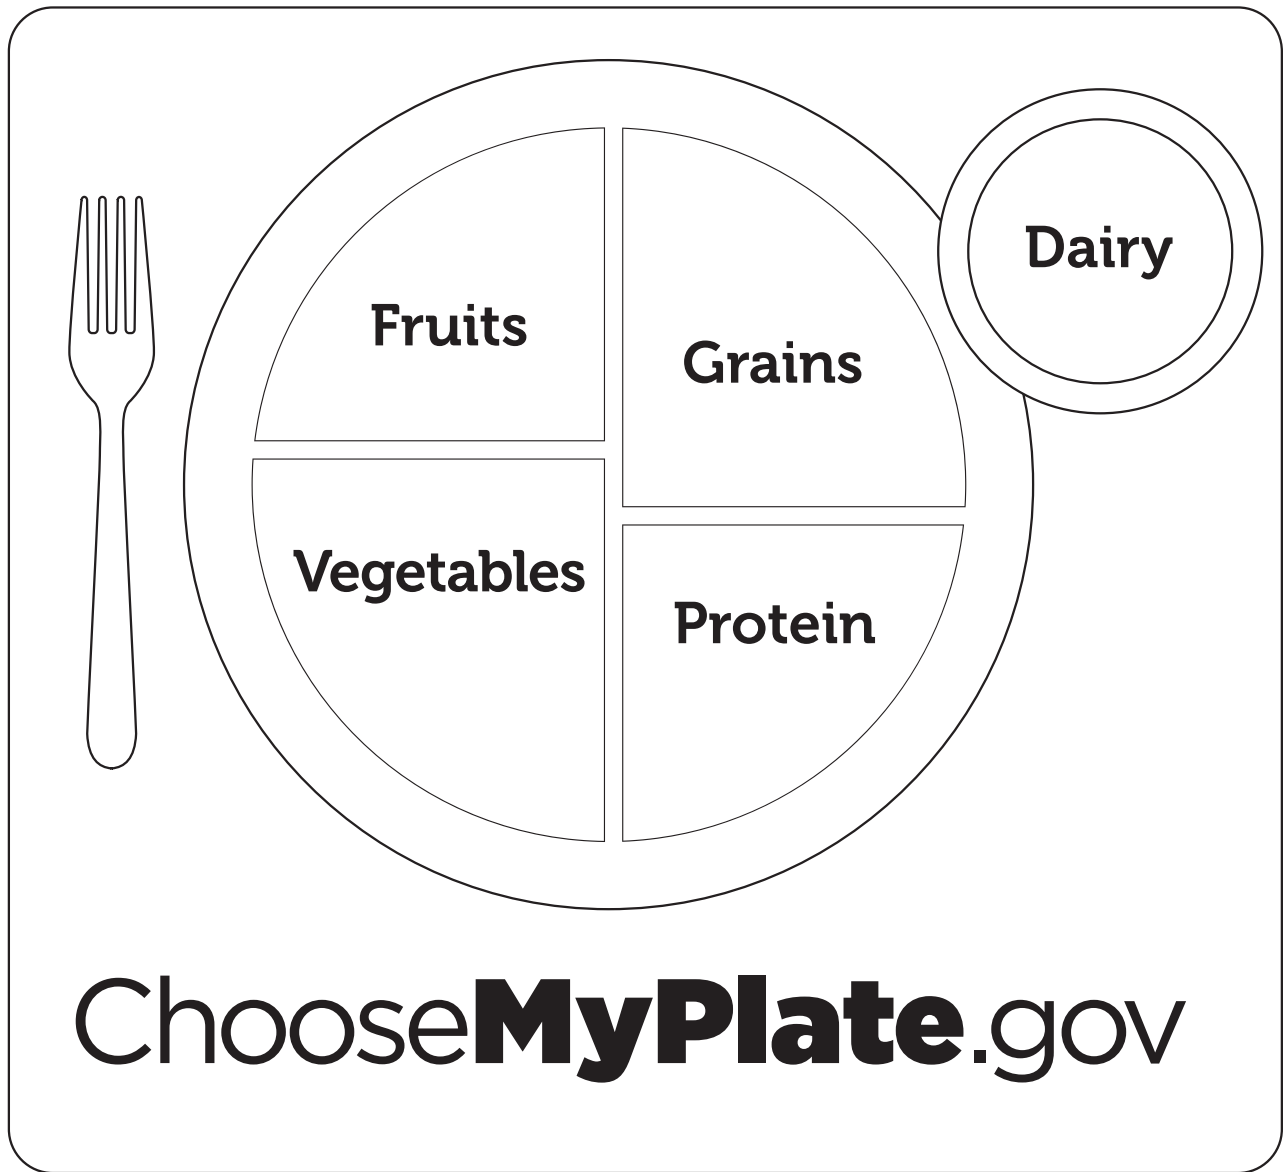 Dairy
Fruits
Grains
Vegetables
Protein
ChooseMyPlate.gov